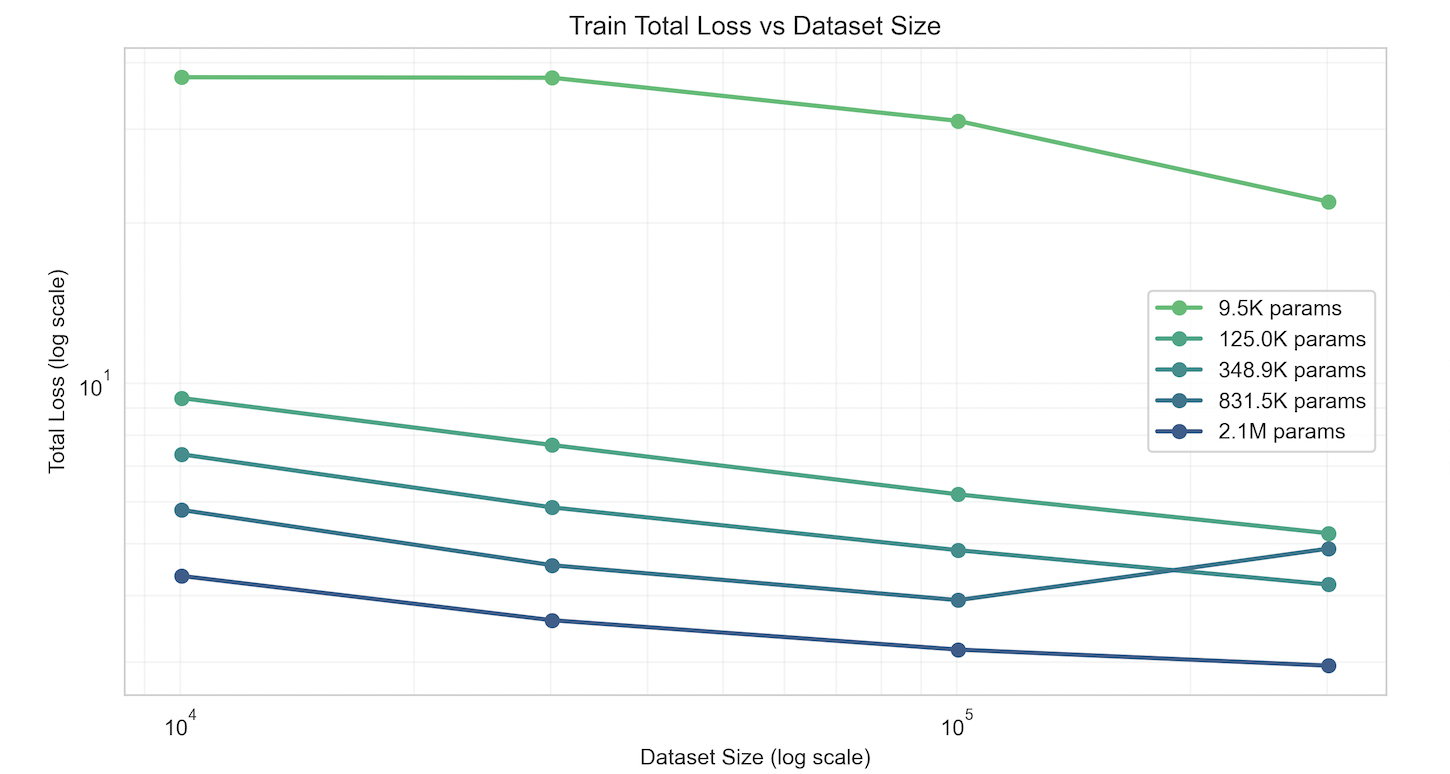 Train Total Loss vs Dataset Size
Total Loss (log scale)
10^1
9.5K params
125.0K params
348.9K params
831.5K params
2.1M params
10^4
10^5
Dataset Size (log scale)